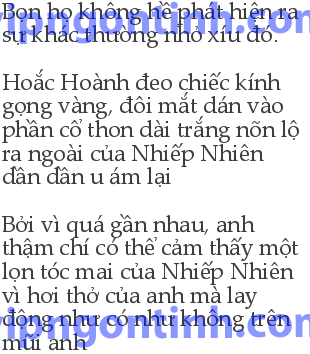 Bọn họ không hề phát hiện ra
sự khác thường nhỏ xíu đó.
Hoắc Hoành đeo chiếc kính
gọng vàng, đôi mắt dán vào
phần cổ thon dài trắng nõn lộ
ra ngoài của Nhiếp Nhiên
dần dần u ám lại
Bởi vì quá gần nhau, anh
thậm chí có thể cảm thấy một
lọn tóc mai của Nhiếp Nhiên
vì hơi thở của anh mà lay
động như có như không trên
mũi anh